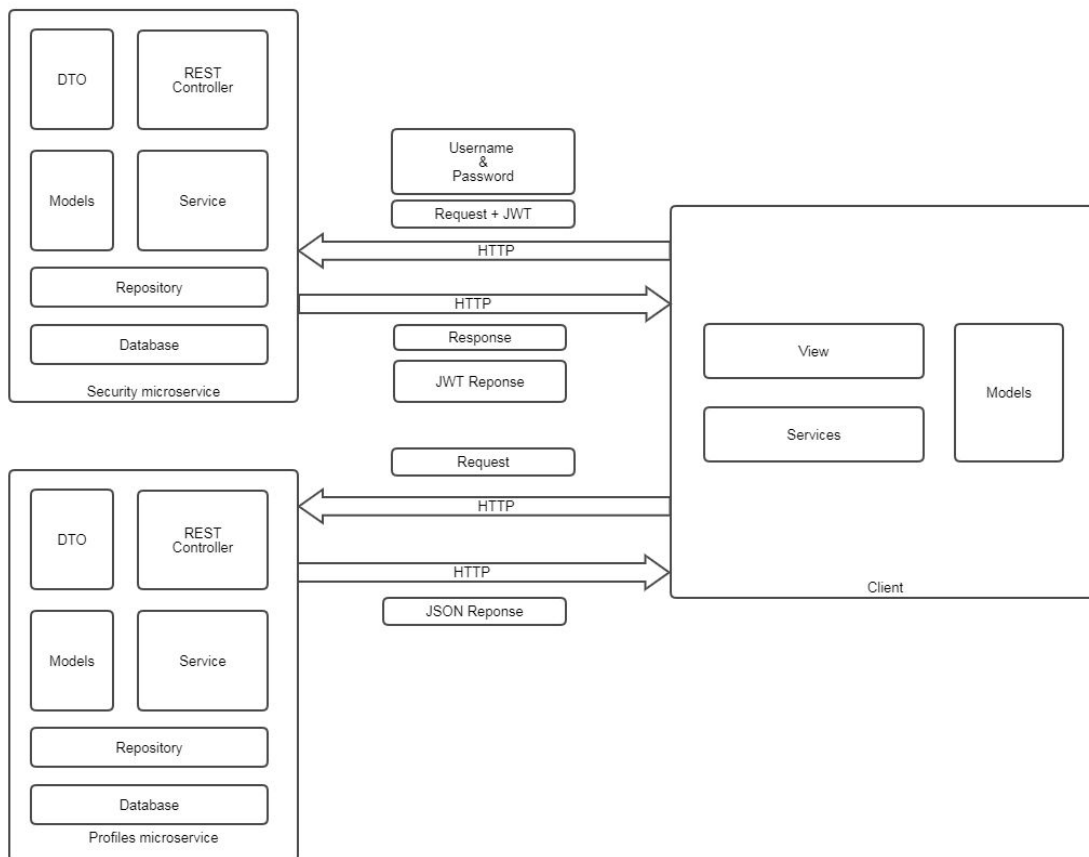 DTO
REST
Controller
Models
Service
Repository
Database
Security microservice
Username
&
Password
Request + JWT
HTTP
HTTP
Response
JWT Reponse
Request
HTTP
HTTP
JSON Reponse
DTO
REST
Controller
Models
Service
Repository
Database
Profiles microservice
View
Services
Models
Client